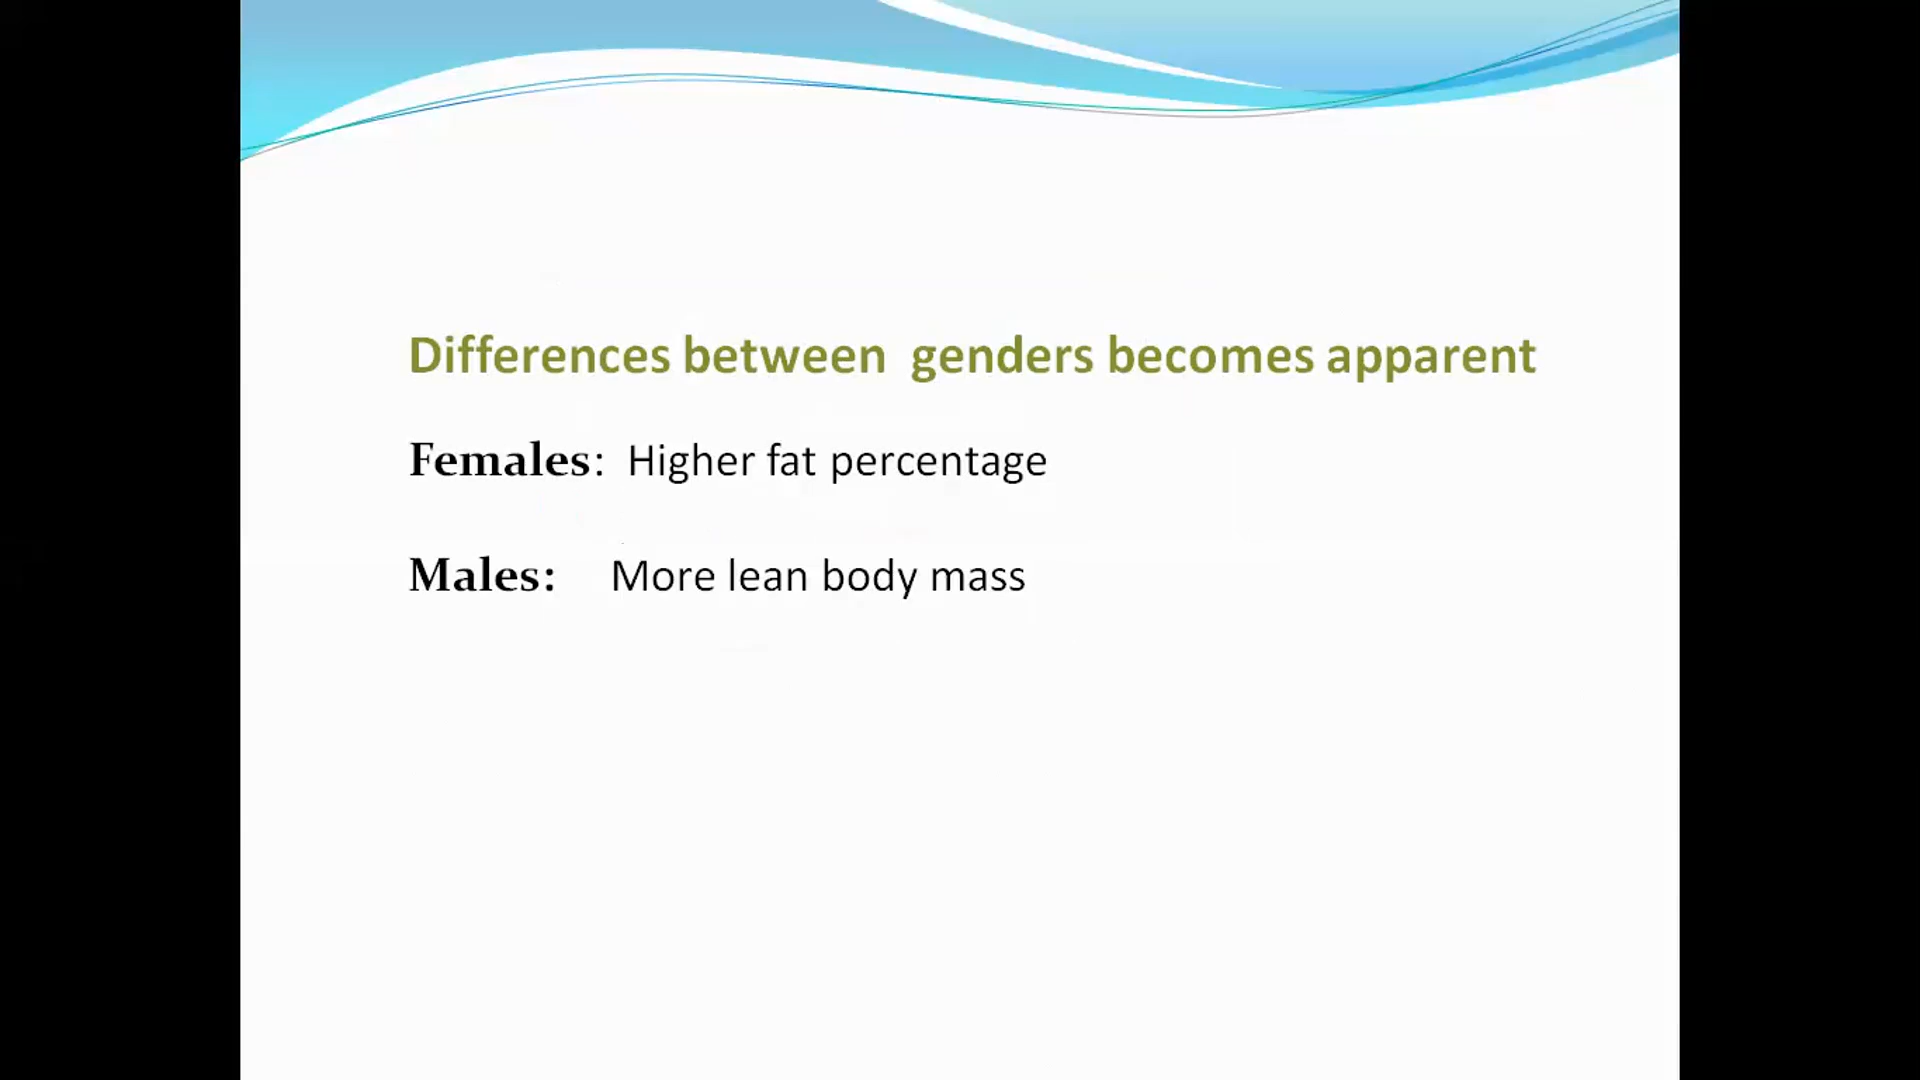 Differences between genders becomes apparent
Females: Higher fat percentage
Males: More lean body mass